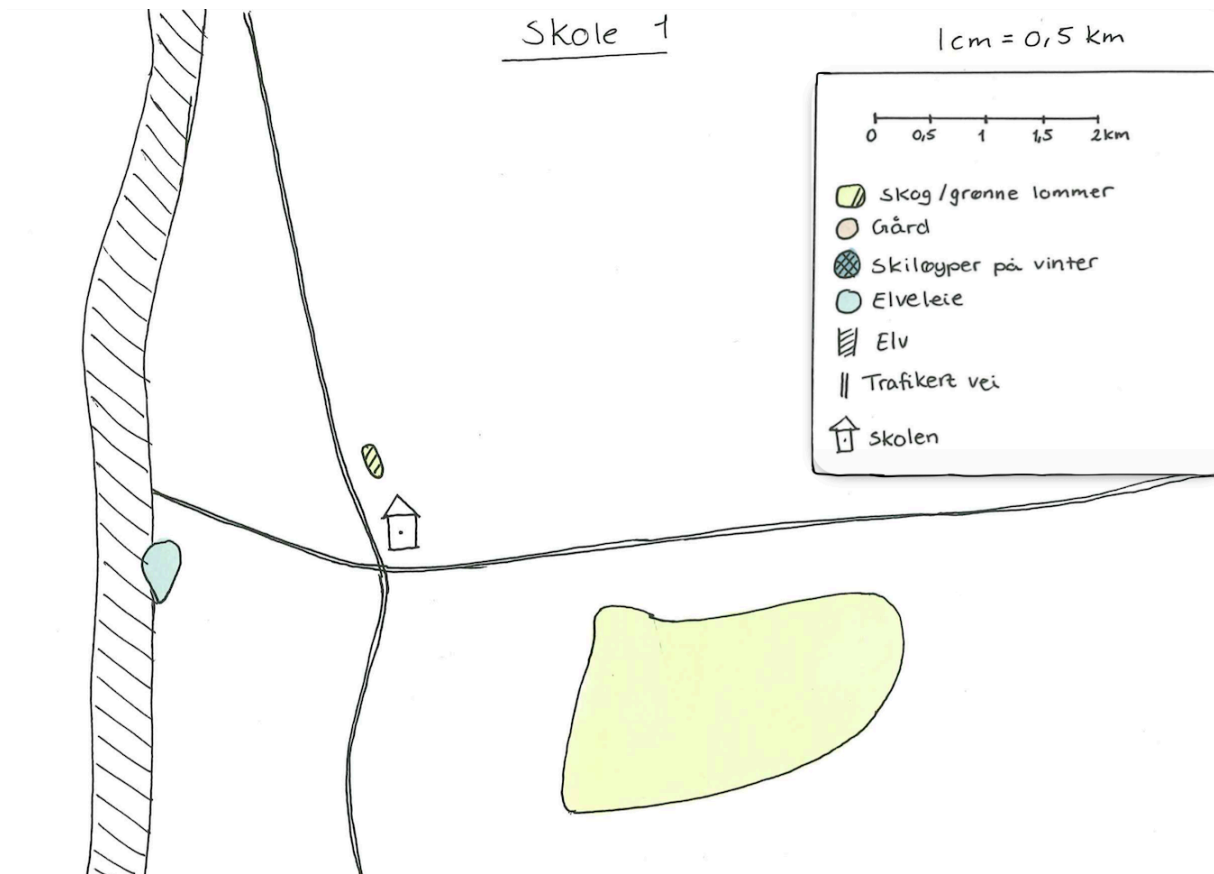 Skole 1
1cm = 0,5 km
0 0,5 1 1,5 2km
Skog/grønne lommer
Gård
Skiløyper på vinter
Elveleie
Elv
Trafikert vei
Skolen